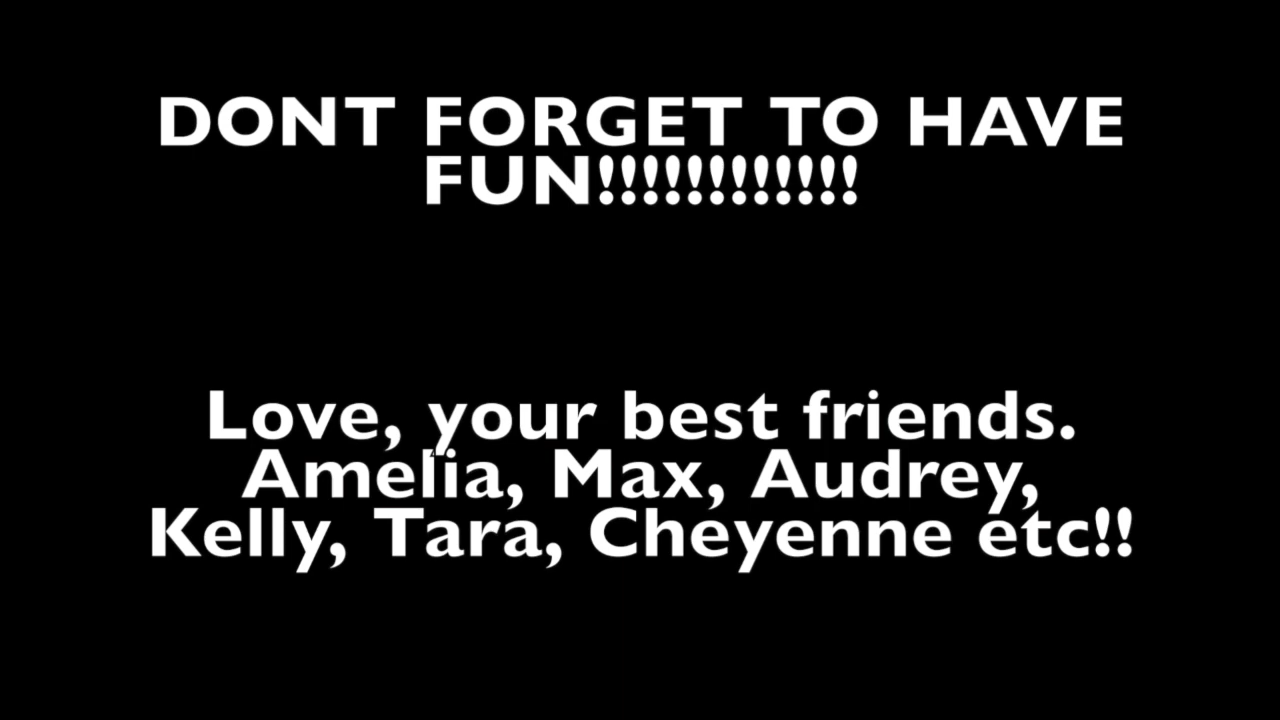 DONT FORGET TO HAVE
FUN!!!!!!!!!!!!
Love, your best friends.
Amelia, Max, Audrey,
Kelly, Tara, Cheyenne etc!!